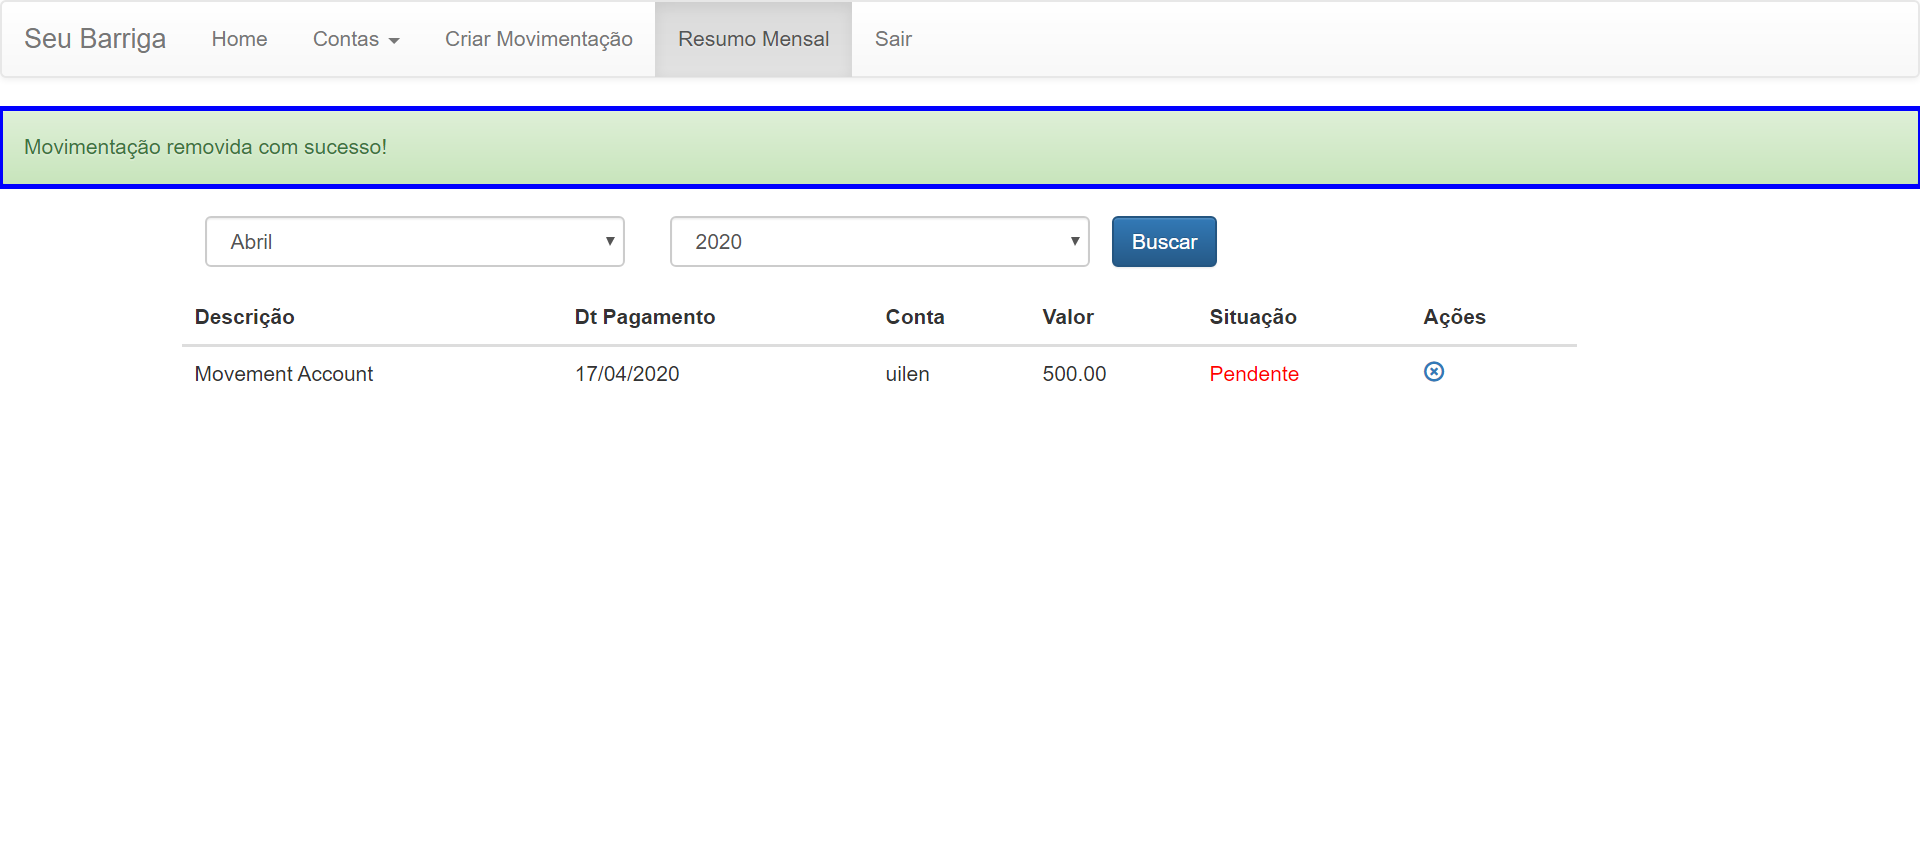 Seu Barriga Home Contas Criar Movimentação Resumo Mensal Sair
Movimentação removida com sucesso!
Abril 2020 Buscar
Descrição Dt Pagamento Conta Valor Situação Ações
Movement Account 17/04/2020 uilen 500.00 Pendente